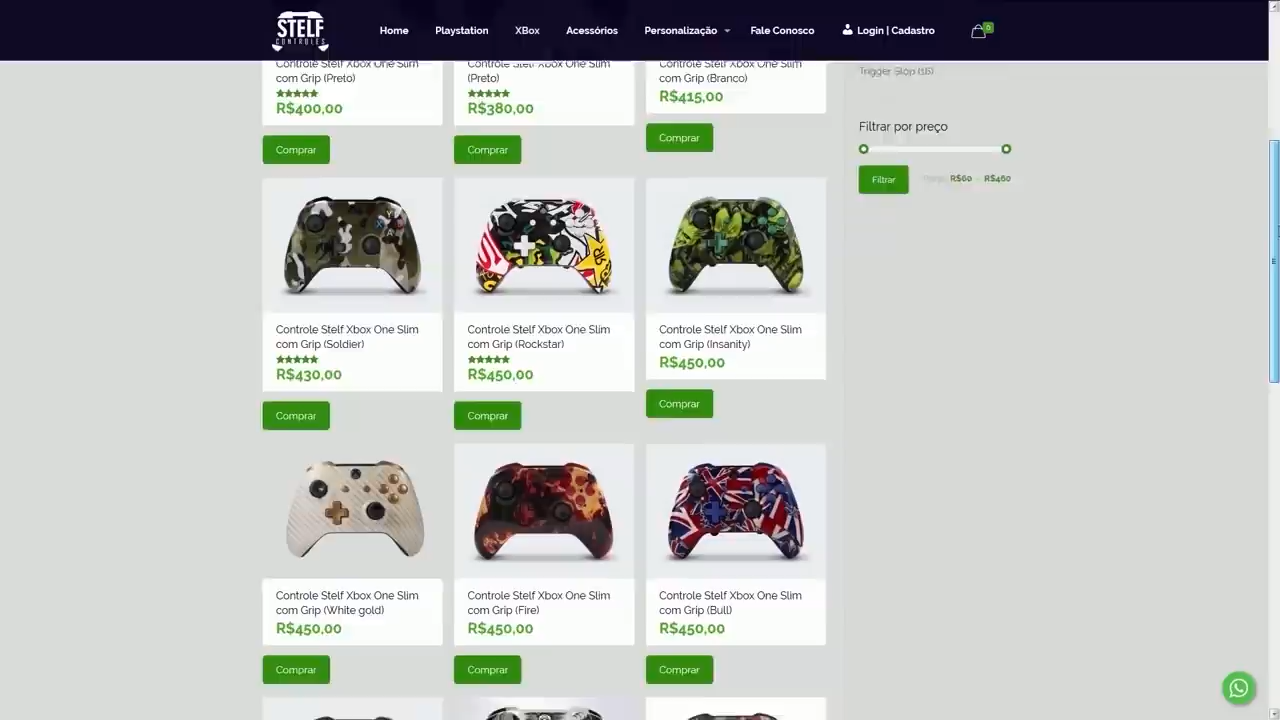 STELF
CONTROLES
Home
Playstation
XBox
Acessórios
Personalização
Fale Conosco
Login | Cadastro
0
Controle Stelf Xbox One Slim
com Grip (Preto)
R$400,00
Comprar
Controle Stelf Xbox One Slim
(Preto)
R$380,00
Comprar
Controle Stelf Xbox One Slim
com Grip (Branco)
R$415,00
Comprar
Trigger Stop (16)
Filtrar por preço
Filtrar
R$60 - R$460
Controle Stelf Xbox One Slim
com Grip (Soldier)
R$430,00
Comprar
Controle Stelf Xbox One Slim
com Grip (Rockstar)
R$450,00
Comprar
Controle Stelf Xbox One Slim
com Grip (Insanity)
R$450,00
Comprar
Controle Stelf Xbox One Slim
com Grip (White gold)
R$450,00
Comprar
Controle Stelf Xbox One Slim
com Grip (Fire)
R$450,00
Comprar
Controle Stelf Xbox One Slim
com Grip (Bull)
R$450,00
Comprar